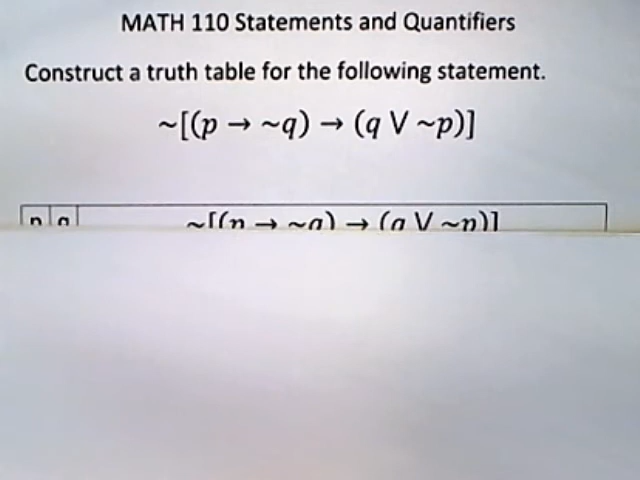 MATH 110 Statements and Quantifiers
Construct a truth table for the following statement.
~[(p → ~q) → (q ∨ ~p)]
p q ~[(p → ~q) → (q ∨ ~p)]